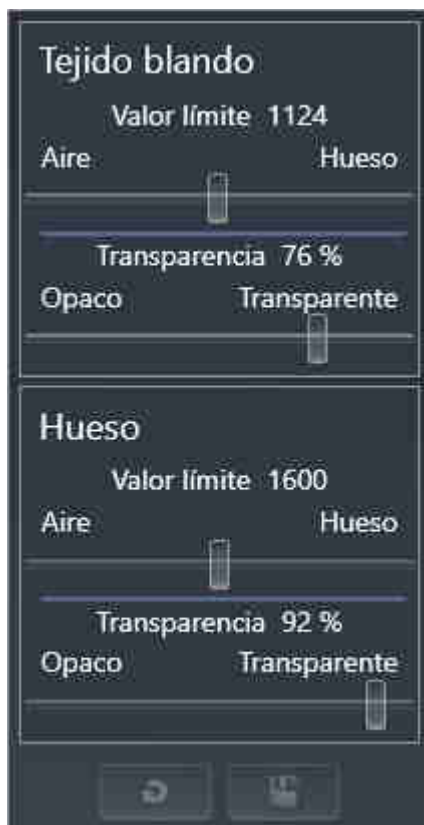 Tejido blando
Valor límite 1124
Aire Hueso
Transparencia 76 %
Opaco Transparente
Hueso
Valor límite 1600
Aire Hueso
Transparencia 92 %
Opaco Transparente